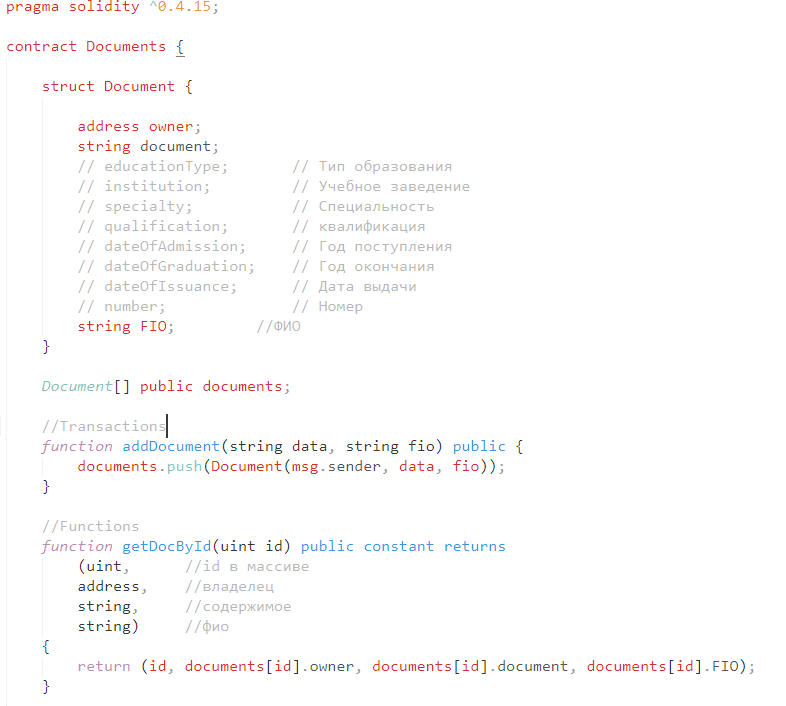 pragma solidity ^0.4.15;
contract Documents {
struct Document {
address owner;
string document;
// educationType; // Тип образования
// institution; // Учебное заведение
// specialty; // Специальность
// qualification; // квалификация
// dateOfAdmission; // Год поступления
// dateOfGraduation; // Год окончания
// dateOfIssuance; // Дата выдачи
// number; // Номер
string FIO; //ФИО
}
Document[] public documents;
//Transactions
function addDocument(string data, string fio) public {
documents.push(Document(msg.sender, data, fio));
}
//Functions
function getDocById(uint id) public constant returns
(uint, //id в массиве
address, //владелец
string, //содержимое
string) //фио
{
return (id, documents[id].owner, documents[id].document, documents[id].FIO);
}